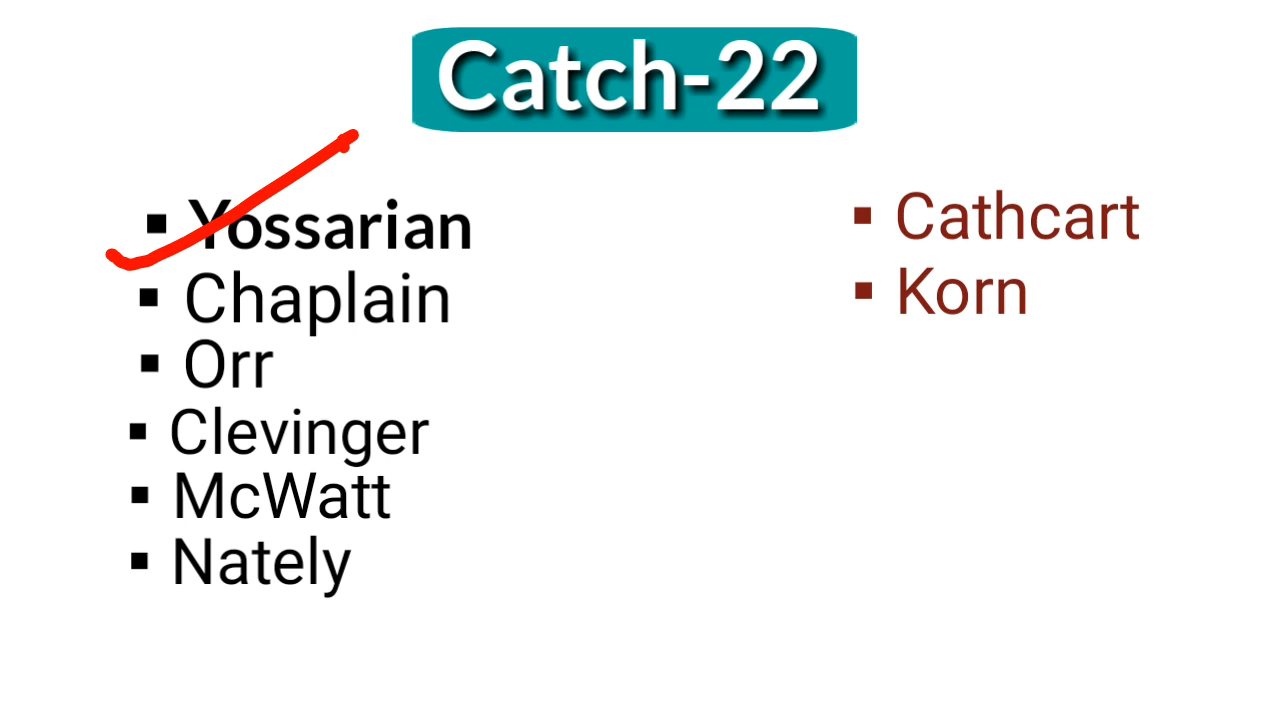 Catch-22
▪ Yossarian
▪ Chaplain
▪ Orr
▪ Clevinger
▪ McWatt
▪ Nately
▪ Cathcart
▪ Korn